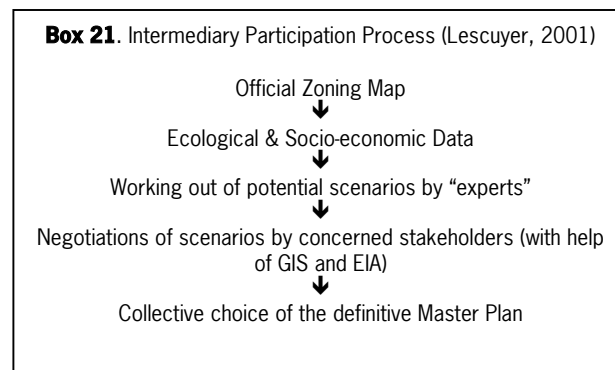 Box 21. Intermediary Participation Process (Lescuyer, 2001)
Official Zoning Map
Ecological & Socio-economic Data
Working out of potential scenarios by “experts”
Negotiations of scenarios by concerned stakeholders (with help
of GIS and EIA)
Collective choice of the definitive Master Plan